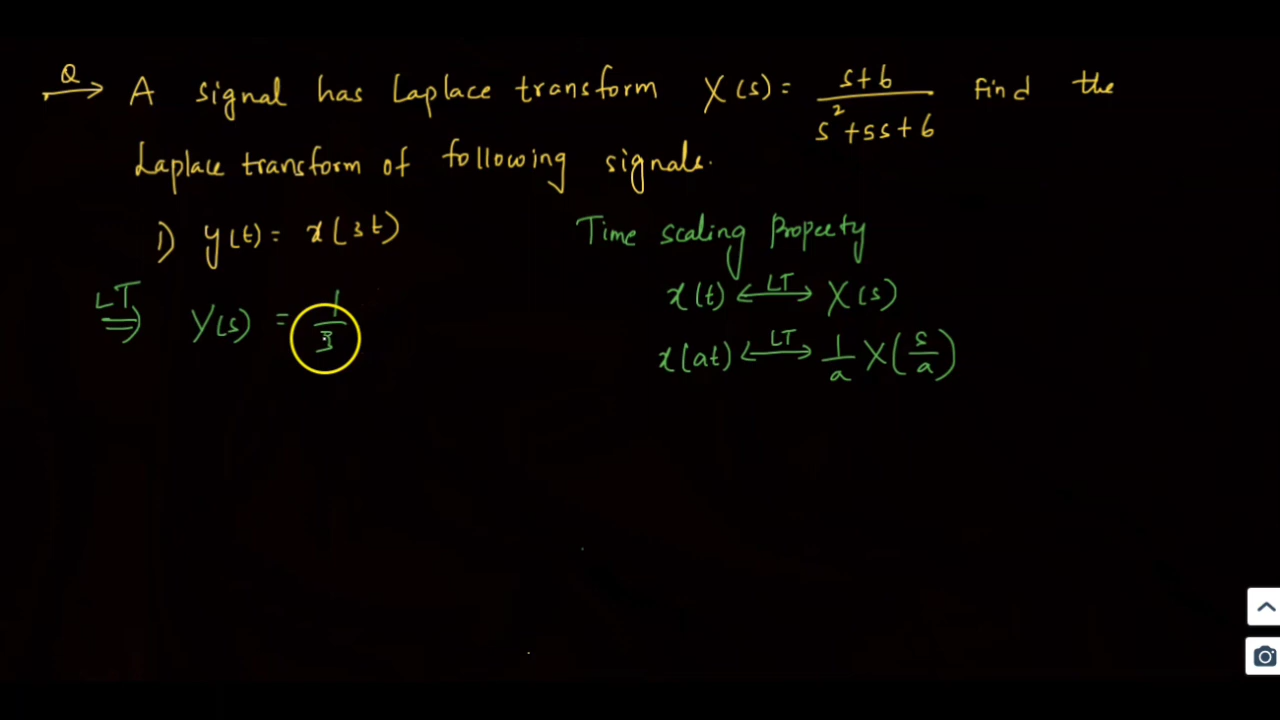 Q → A signal has Laplace transform X(s) = (s+6)/(s²+5s+6) find the
Laplace transform of following signals.
1) y(t) = x(3t)
LT ⇒ Y(s) = 1/3
Time scaling Property
x(t) ←LT→ X(s)
x(at) ←LT→ 1/a X(s/a)